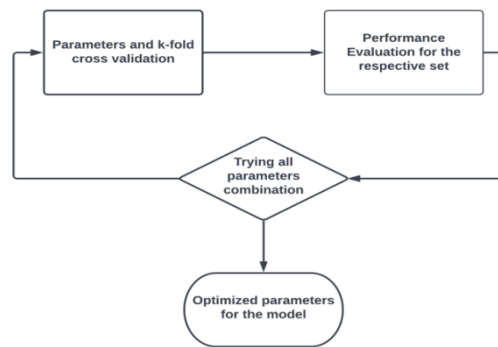 Parameters and k-fold
cross validation
Performance
Evaluation for the
respective set
Trying all
parameters
combination
Optimized parameters
for the model